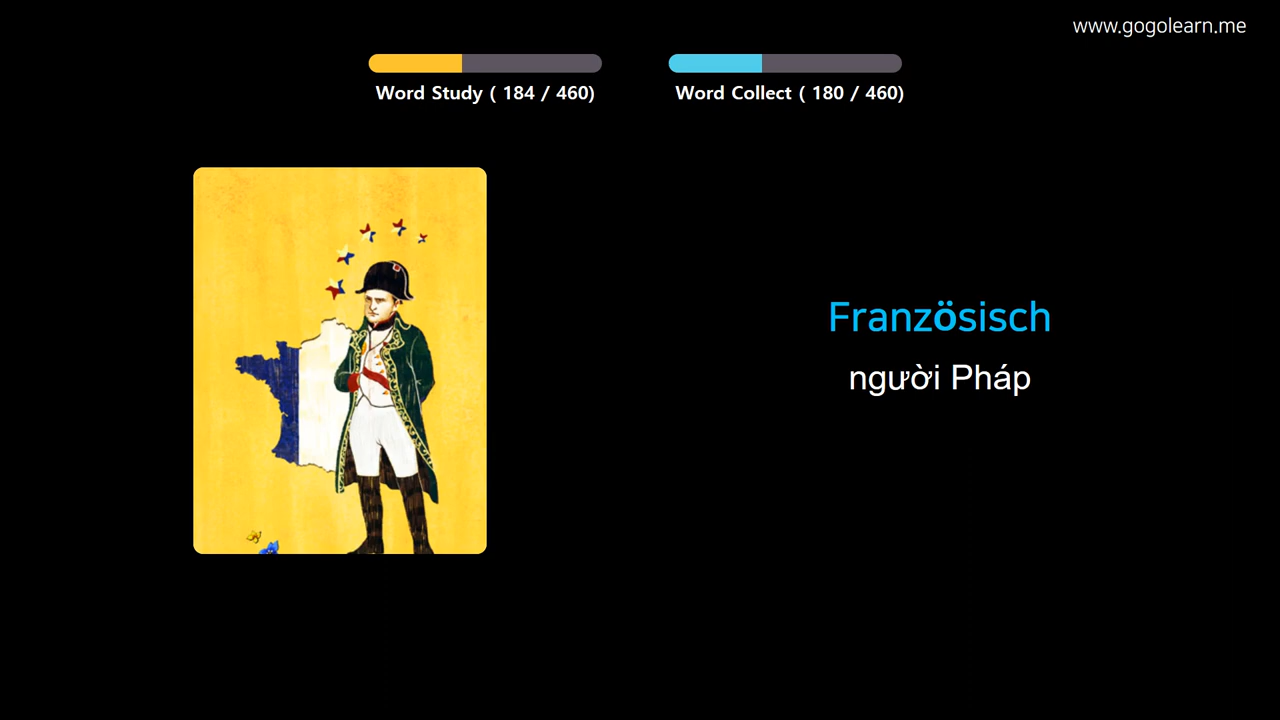 www.gogolearn.me
Word Study ( 184 / 460)
Word Collect ( 180 / 460)
Französisch
người Pháp